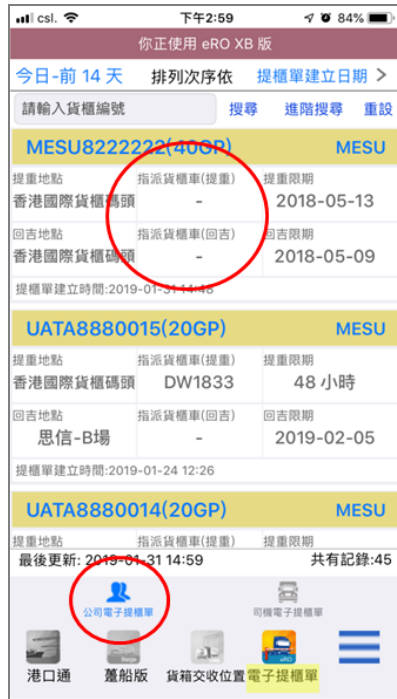 csl. 下午2:59 84%
你正使用 eRO XB 版
今日-前 14 天 排列次序依 提櫃單建立日期 >
請輸入貨櫃編號 搜尋 進階搜尋 重設
MESU8222222(40GP) MESU
提重地點 指派貨櫃車(提重) 提重限期
香港國際貨櫃碼頭 - 2018-05-13
回吉地點 指派貨櫃車(回吉) 回吉限期
香港國際貨櫃碼頭 - 2018-05-09
提櫃單建立時間:2019-01-31 14:48
UATA8880015(20GP) MESU
提重地點 指派貨櫃車(提重) 提重限期
香港國際貨櫃碼頭 DW1833 48 小時
回吉地點 指派貨櫃車(回吉) 回吉限期
思信-B場 - 2019-02-05
提櫃單建立時間:2019-01-24 12:26
UATA8880014(20GP) MESU
提重地點 指派貨櫃車(提重) 提重限期
最後更新: 2019-01-31 14:59 共有記錄:45
公司電子提櫃單 司機電子提櫃單
eRO
港口通 躉船版 貨箱交收位置 電子提櫃單